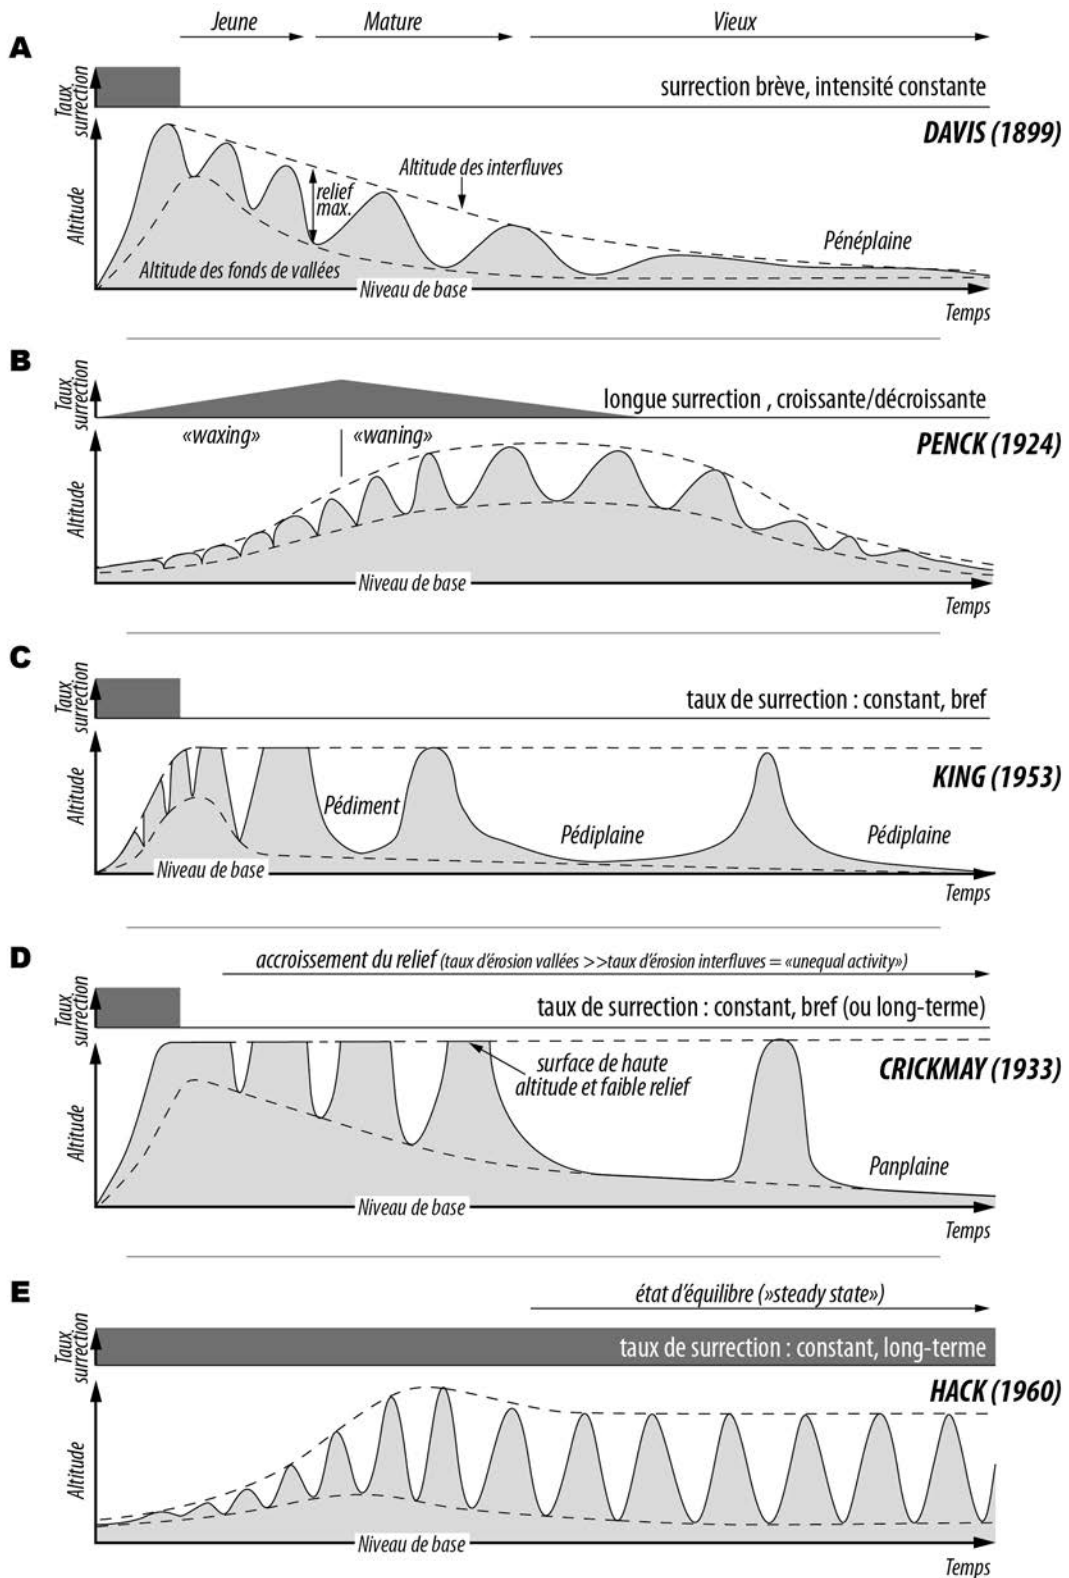 Jeune
Mature
Vieux
A
Taux
surrection
surrection brève, intensité constante
DAVIS (1899)
Altitude
Altitude des interfluves
relief
max.
Pénéplaine
Altitude des fonds de vallées
Niveau de base
Temps
B
Taux
surrection
longue surrection , croissante/décroissante
«waxing»
«waning»
PENCK (1924)
Altitude
Niveau de base
Temps
C
Taux
surrection
taux de surrection : constant, bref
KING (1953)
Altitude
Pédiment
Pédiplaine
Pédiplaine
Niveau de base
Temps
D
accroissement du relief (taux d'érosion vallées >>taux d'érosion interfluves = «unequal activity»)
Taux
surrection
taux de surrection : constant, bref (ou long-terme)
surface de haute
altitude et faible relief
CRICKMAY (1933)
Altitude
Panplaine
Niveau de base
Temps
E
état d'équilibre (»steady state»)
Taux
surrection
taux de surrection : constant, long-terme
HACK (1960)
Altitude
Niveau de base
Temps